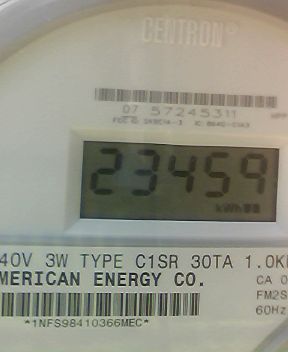 CENTRON®
07 57245311
23459
kWh
40V 3W TYPE C1SR 30TA 1.0K
MERICAN ENERGY CO.
CA 0
FM2S
60Hz
*1NFS98410366MEC*